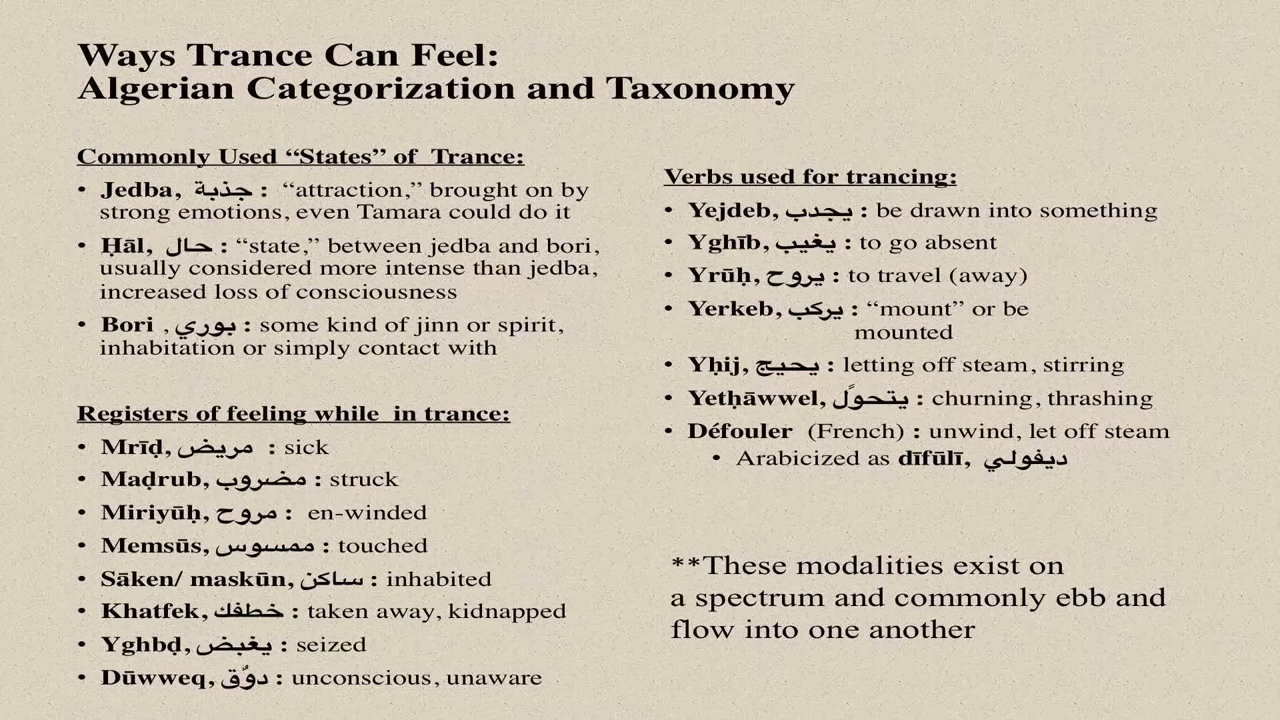 Ways Trance Can Feel:
Algerian Categorization and Taxonomy
Commonly Used “States” of Trance:
• Jedba, جذبة : “attraction,” brought on by
strong emotions, even Tamara could do it
• Ḥāl, حال : “state,” between jedba and bori,
usually considered more intense than jedba,
increased loss of consciousness
• Bori , بوري : some kind of jinn or spirit,
inhabitation or simply contact with
Registers of feeling while in trance:
• Mrīḍ, مريض : sick
• Maḍrub, مضروب : struck
• Miriyūḥ, مروح : en-winded
• Memsūs, ممسوس : touched
• Sāken/ maskūn, ساكن : inhabited
• Khatfek, خطفك : taken away, kidnapped
• Yghbḍ, يغبض : seized
• Dūwweq, دوٌق : unconscious, unaware
Verbs used for trancing:
• Yejdeb, يجدب : be drawn into something
• Yghīb, يغيب : to go absent
• Yrūḥ, يروح : to travel (away)
• Yerkeb, يركب : “mount” or be
mounted
• Yḥij, يحيج : letting off steam, stirring
• Yetḥāwwel, يتحوًل : churning, thrashing
• Défouler (French) : unwind, let off steam
• Arabicized as dīfūlī, ديفولي
**These modalities exist on
a spectrum and commonly ebb and
flow into one another